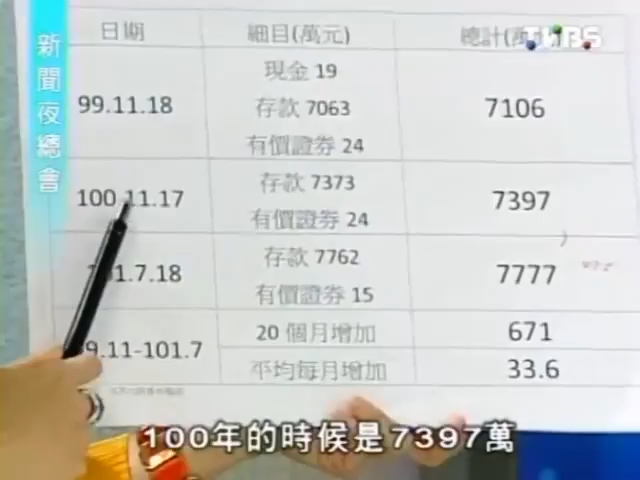 新聞夜總會
TVBS
日期 細目(萬元) 總計(萬
現金 19
99.11.18 存款 7063 7106
有價證券 24
存款 7373
100.11.17 7397
有價證券 24
存款 7762
1.7.18 7777
有價證券 15
20 個月增加 671
9.11-101.7
平均每月增加 33.6
100年的時候是7397萬